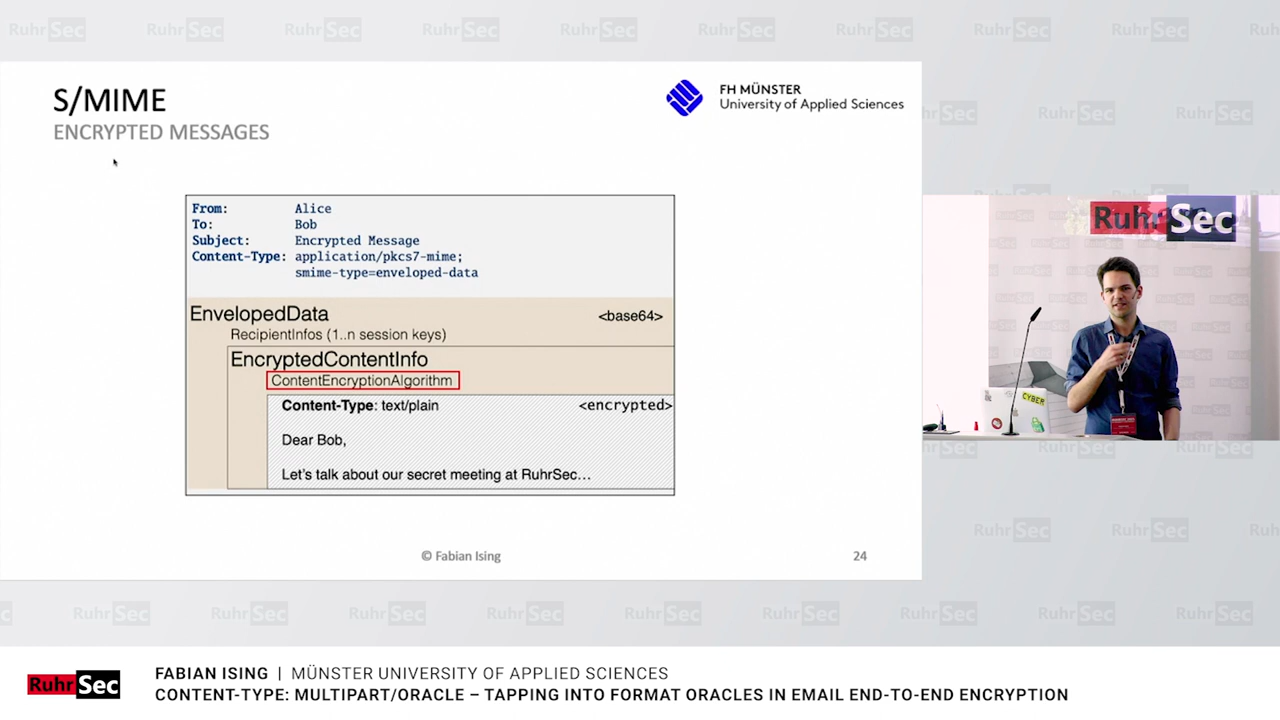 S/MIME
ENCRYPTED MESSAGES
FH MÜNSTER
University of Applied Sciences
From: Alice
To: Bob
Subject: Encrypted Message
Content-Type: application/pkcs7-mime;
smime-type=enveloped-data
EnvelopedData <base64>
RecipientInfos (1..n session keys)
EncryptedContentInfo
ContentEncryptionAlgorithm
Content-Type: text/plain <encrypted>
Dear Bob,
Let's talk about our secret meeting at RuhrSec...
© Fabian Ising 24
RuhrSec
CYBER
RuhrSec
FABIAN ISING | MÜNSTER UNIVERSITY OF APPLIED SCIENCES
CONTENT-TYPE: MULTIPART/ORACLE – TAPPING INTO FORMAT ORACLES IN EMAIL END-TO-END ENCRYPTION